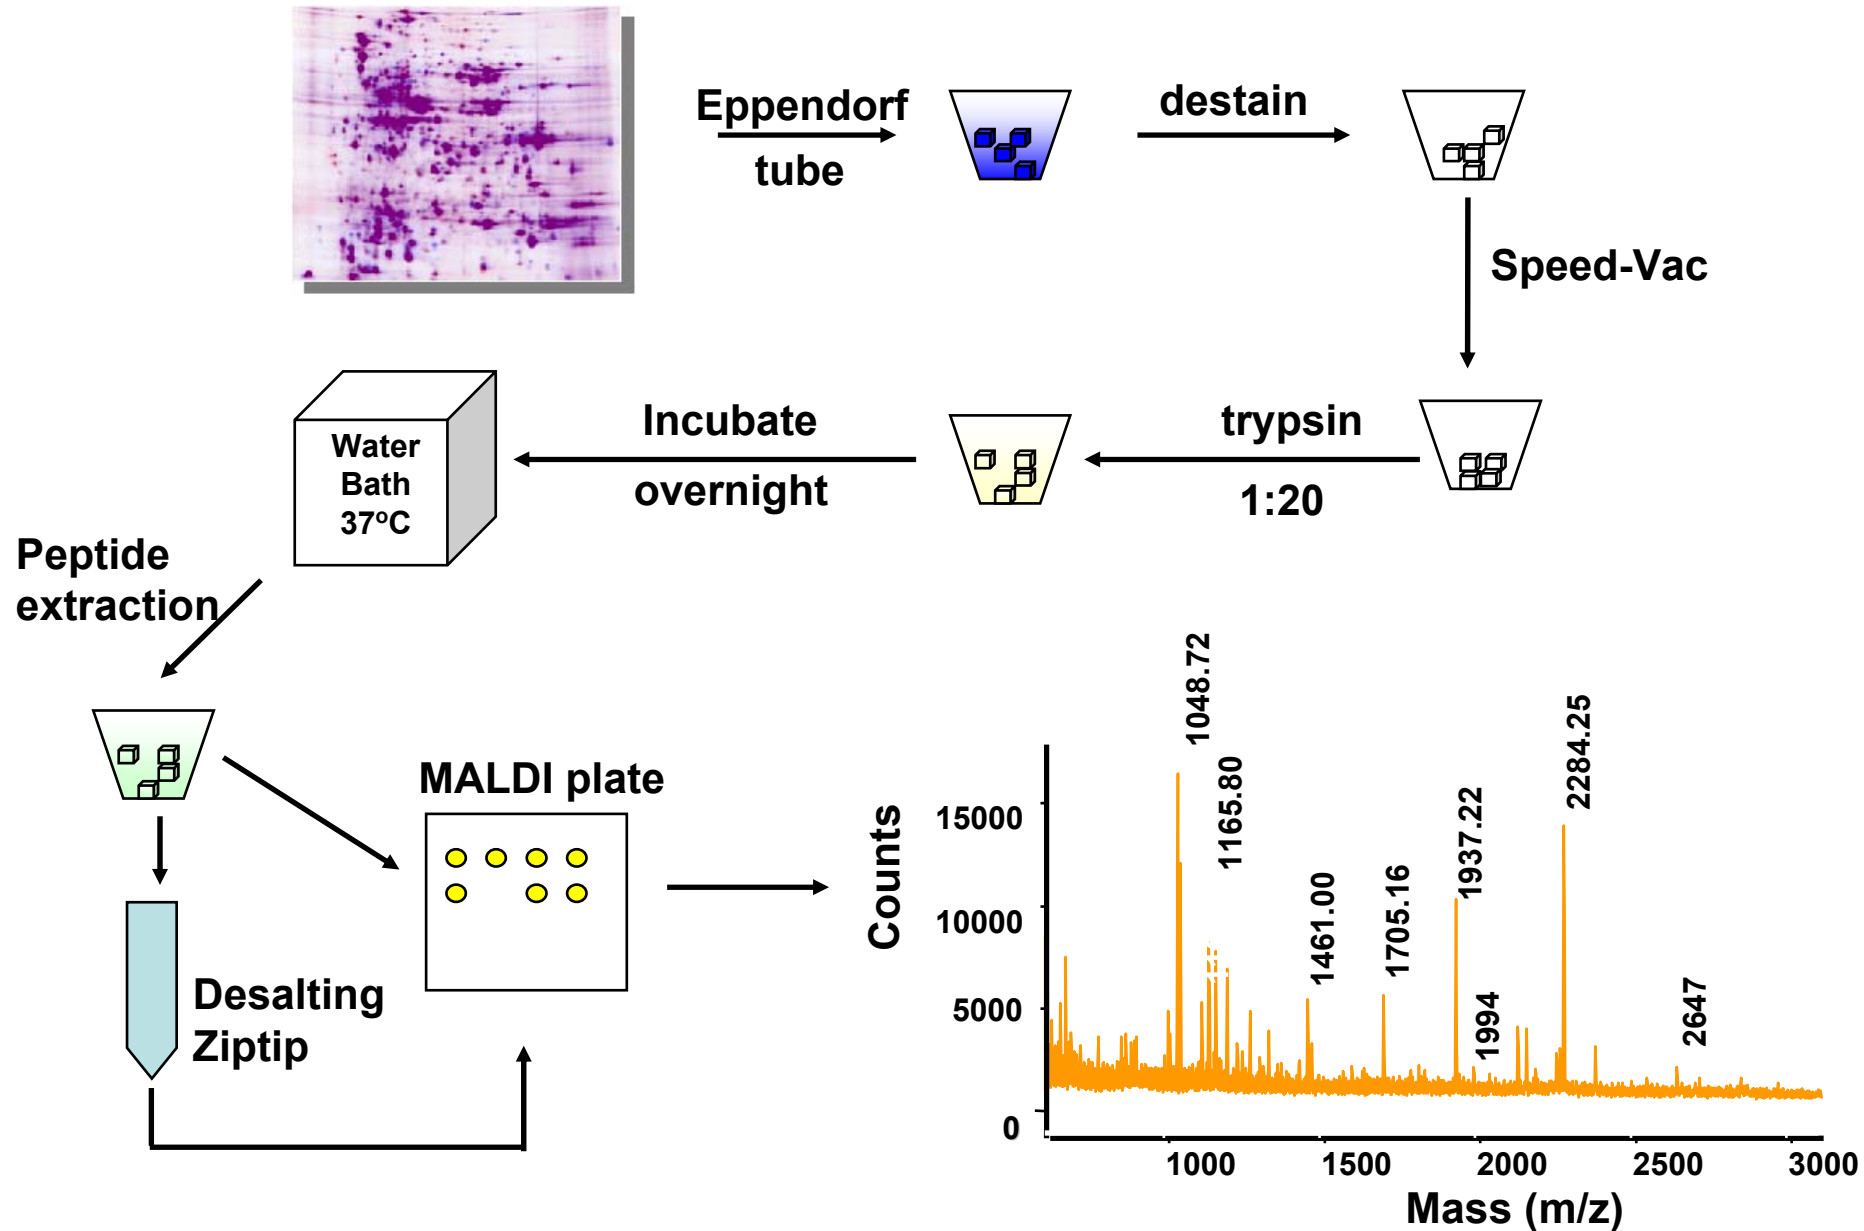 Eppendorf
tube
destain
Speed-Vac
trypsin
1:20
Incubate
overnight
Water
Bath
37°C
Peptide
extraction
Desalting
Ziptip
MALDI plate
Counts
15000
10000
5000
0
1048.72
1165.80
1461.00
1705.16
1937.22
1994
2284.25
2647
1000 1500 2000 2500 3000
Mass (m/z)